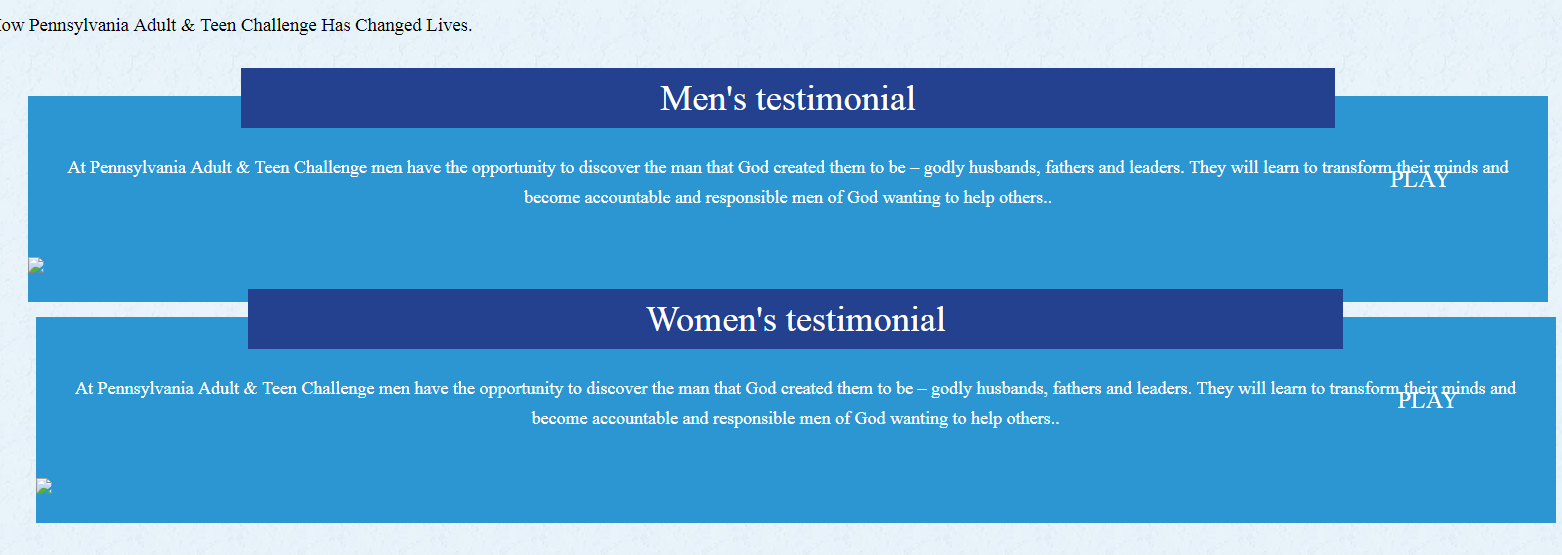 ow Pennsylvania Adult & Teen Challenge Has Changed Lives.
Men's testimonial
At Pennsylvania Adult & Teen Challenge men have the opportunity to discover the man that God created them to be – godly husbands, fathers and leaders. They will learn to transform their minds and
PLAY
become accountable and responsible men of God wanting to help others..
Women's testimonial
At Pennsylvania Adult & Teen Challenge men have the opportunity to discover the man that God created them to be – godly husbands, fathers and leaders. They will learn to transform their minds and
PLAY
become accountable and responsible men of God wanting to help others..